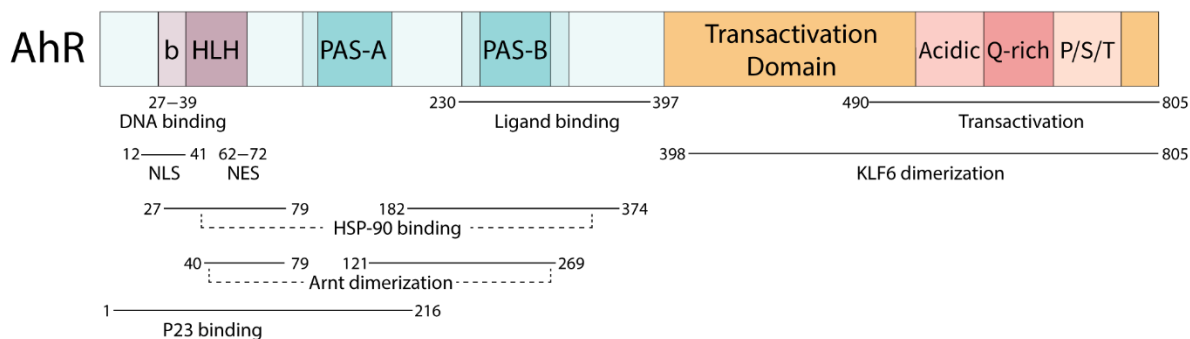 AhR
b HLH PAS-A PAS-B Transactivation Domain Acidic Q-rich P/S/T
27–39 230 397 490 805
DNA binding Ligand binding Transactivation
12 41 62–72 398 805
NLS NES KLF6 dimerization
27 79 182 374
HSP-90 binding
40 79 121 269
Arnt dimerization
1 216
P23 binding